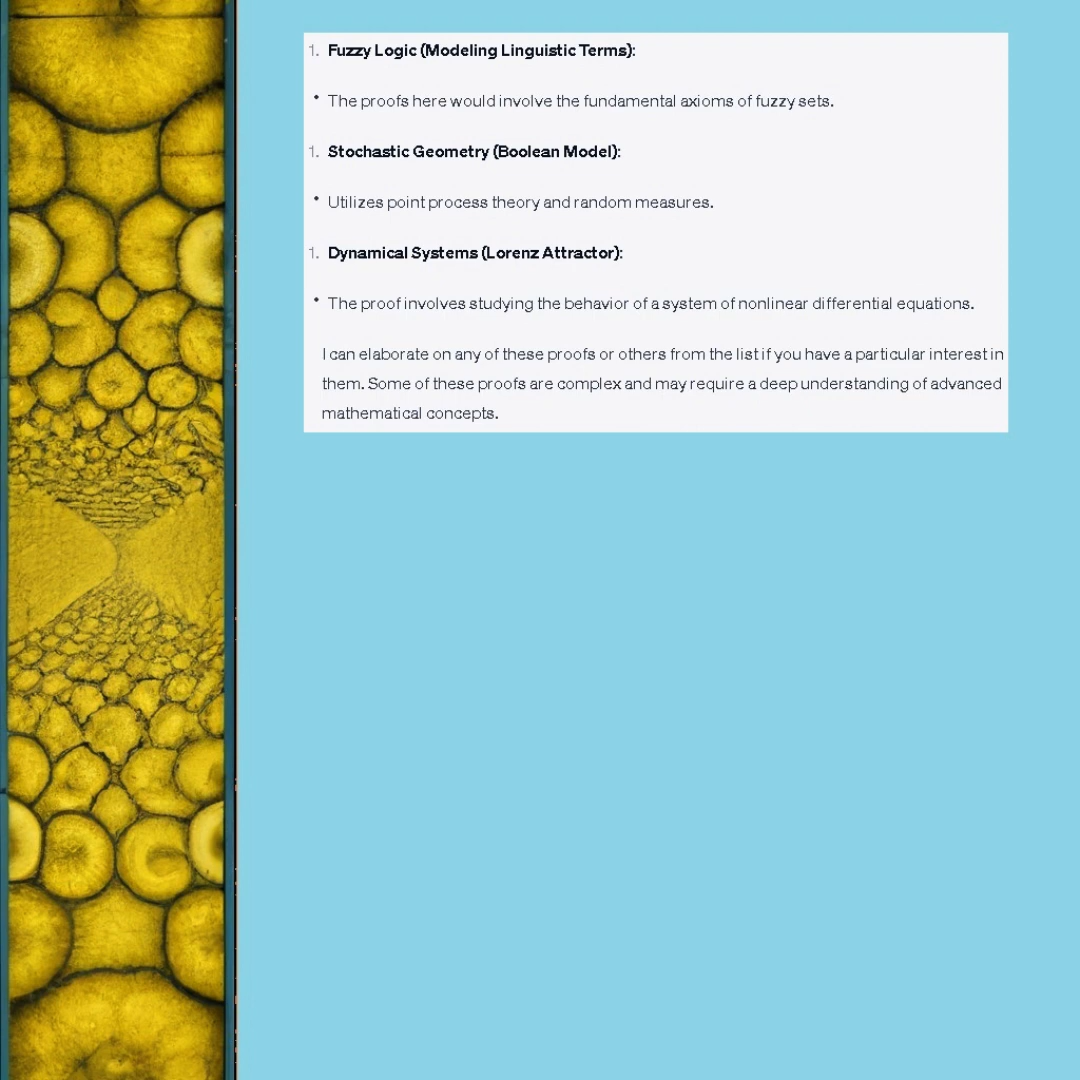 1. Fuzzy Logic (Modeling Linguistic Terms):
• The proofs here would involve the fundamental axioms of fuzzy sets.
1. Stochastic Geometry (Boolean Model):
• Utilizes point process theory and random measures.
1. Dynamical Systems (Lorenz Attractor):
• The proof involves studying the behavior of a system of nonlinear differential equations.
I can elaborate on any of these proofs or others from the list if you have a particular interest in
them. Some of these proofs are complex and may require a deep understanding of advanced
mathematical concepts.